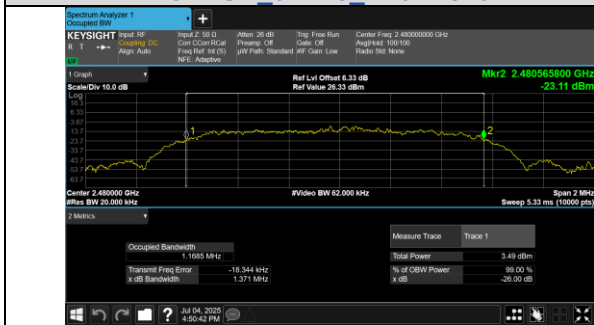 Spectrum Analyzer 1
Occupied BW
+
KEYSIGHT Input: RF Input Z: 50 Ω Atten: 26 dB Trig: Free Run Center Freq: 2.480000000 GHz
R T Coupling: DC Corr CCorr RCal Preamp: Off Gate: Off Avg|Hold: 100/100
Align: Auto Freq Ref: Int (S) µW Path: Standard #IF Gain: Low Radio Std: None
NFE: Adaptive
1 Graph
Ref Lvl Offset 6.33 dB
Mkr2 2.480565800 GHz
Scale/Div 10.0 dB Ref Value 26.33 dBm -23.11 dBm
Log
16.3
6.33
-3.67
-13.7
-23.7
-33.7
-43.7
-53.7
-63.7
1
2
Center 2.480000 GHz #Video BW 62.000 kHz Span 2 MHz
#Res BW 20.000 kHz Sweep 5.33 ms (10000 pts)
2 Metrics
Measure Trace Trace 1
Occupied Bandwidth
1.1685 MHz
Total Power 3.49 dBm
Transmit Freq Error -18.344 kHz % of OBW Power 99.00 %
x dB Bandwidth 1.371 MHz x dB -26.00 dB
?
Jul 04, 2025
4:50:42 PM